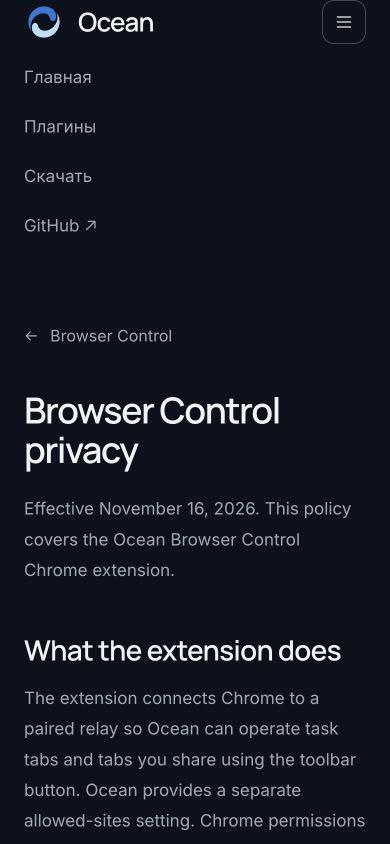 Ocean
Главная
Плагины
Скачать
GitHub ↗
← Browser Control
Browser Control
privacy
Effective November 16, 2026. This policy
covers the Ocean Browser Control
Chrome extension.
What the extension does
The extension connects Chrome to a
paired relay so Ocean can operate task
tabs and tabs you share using the toolbar
button. Ocean provides a separate
allowed-sites setting. Chrome permissions